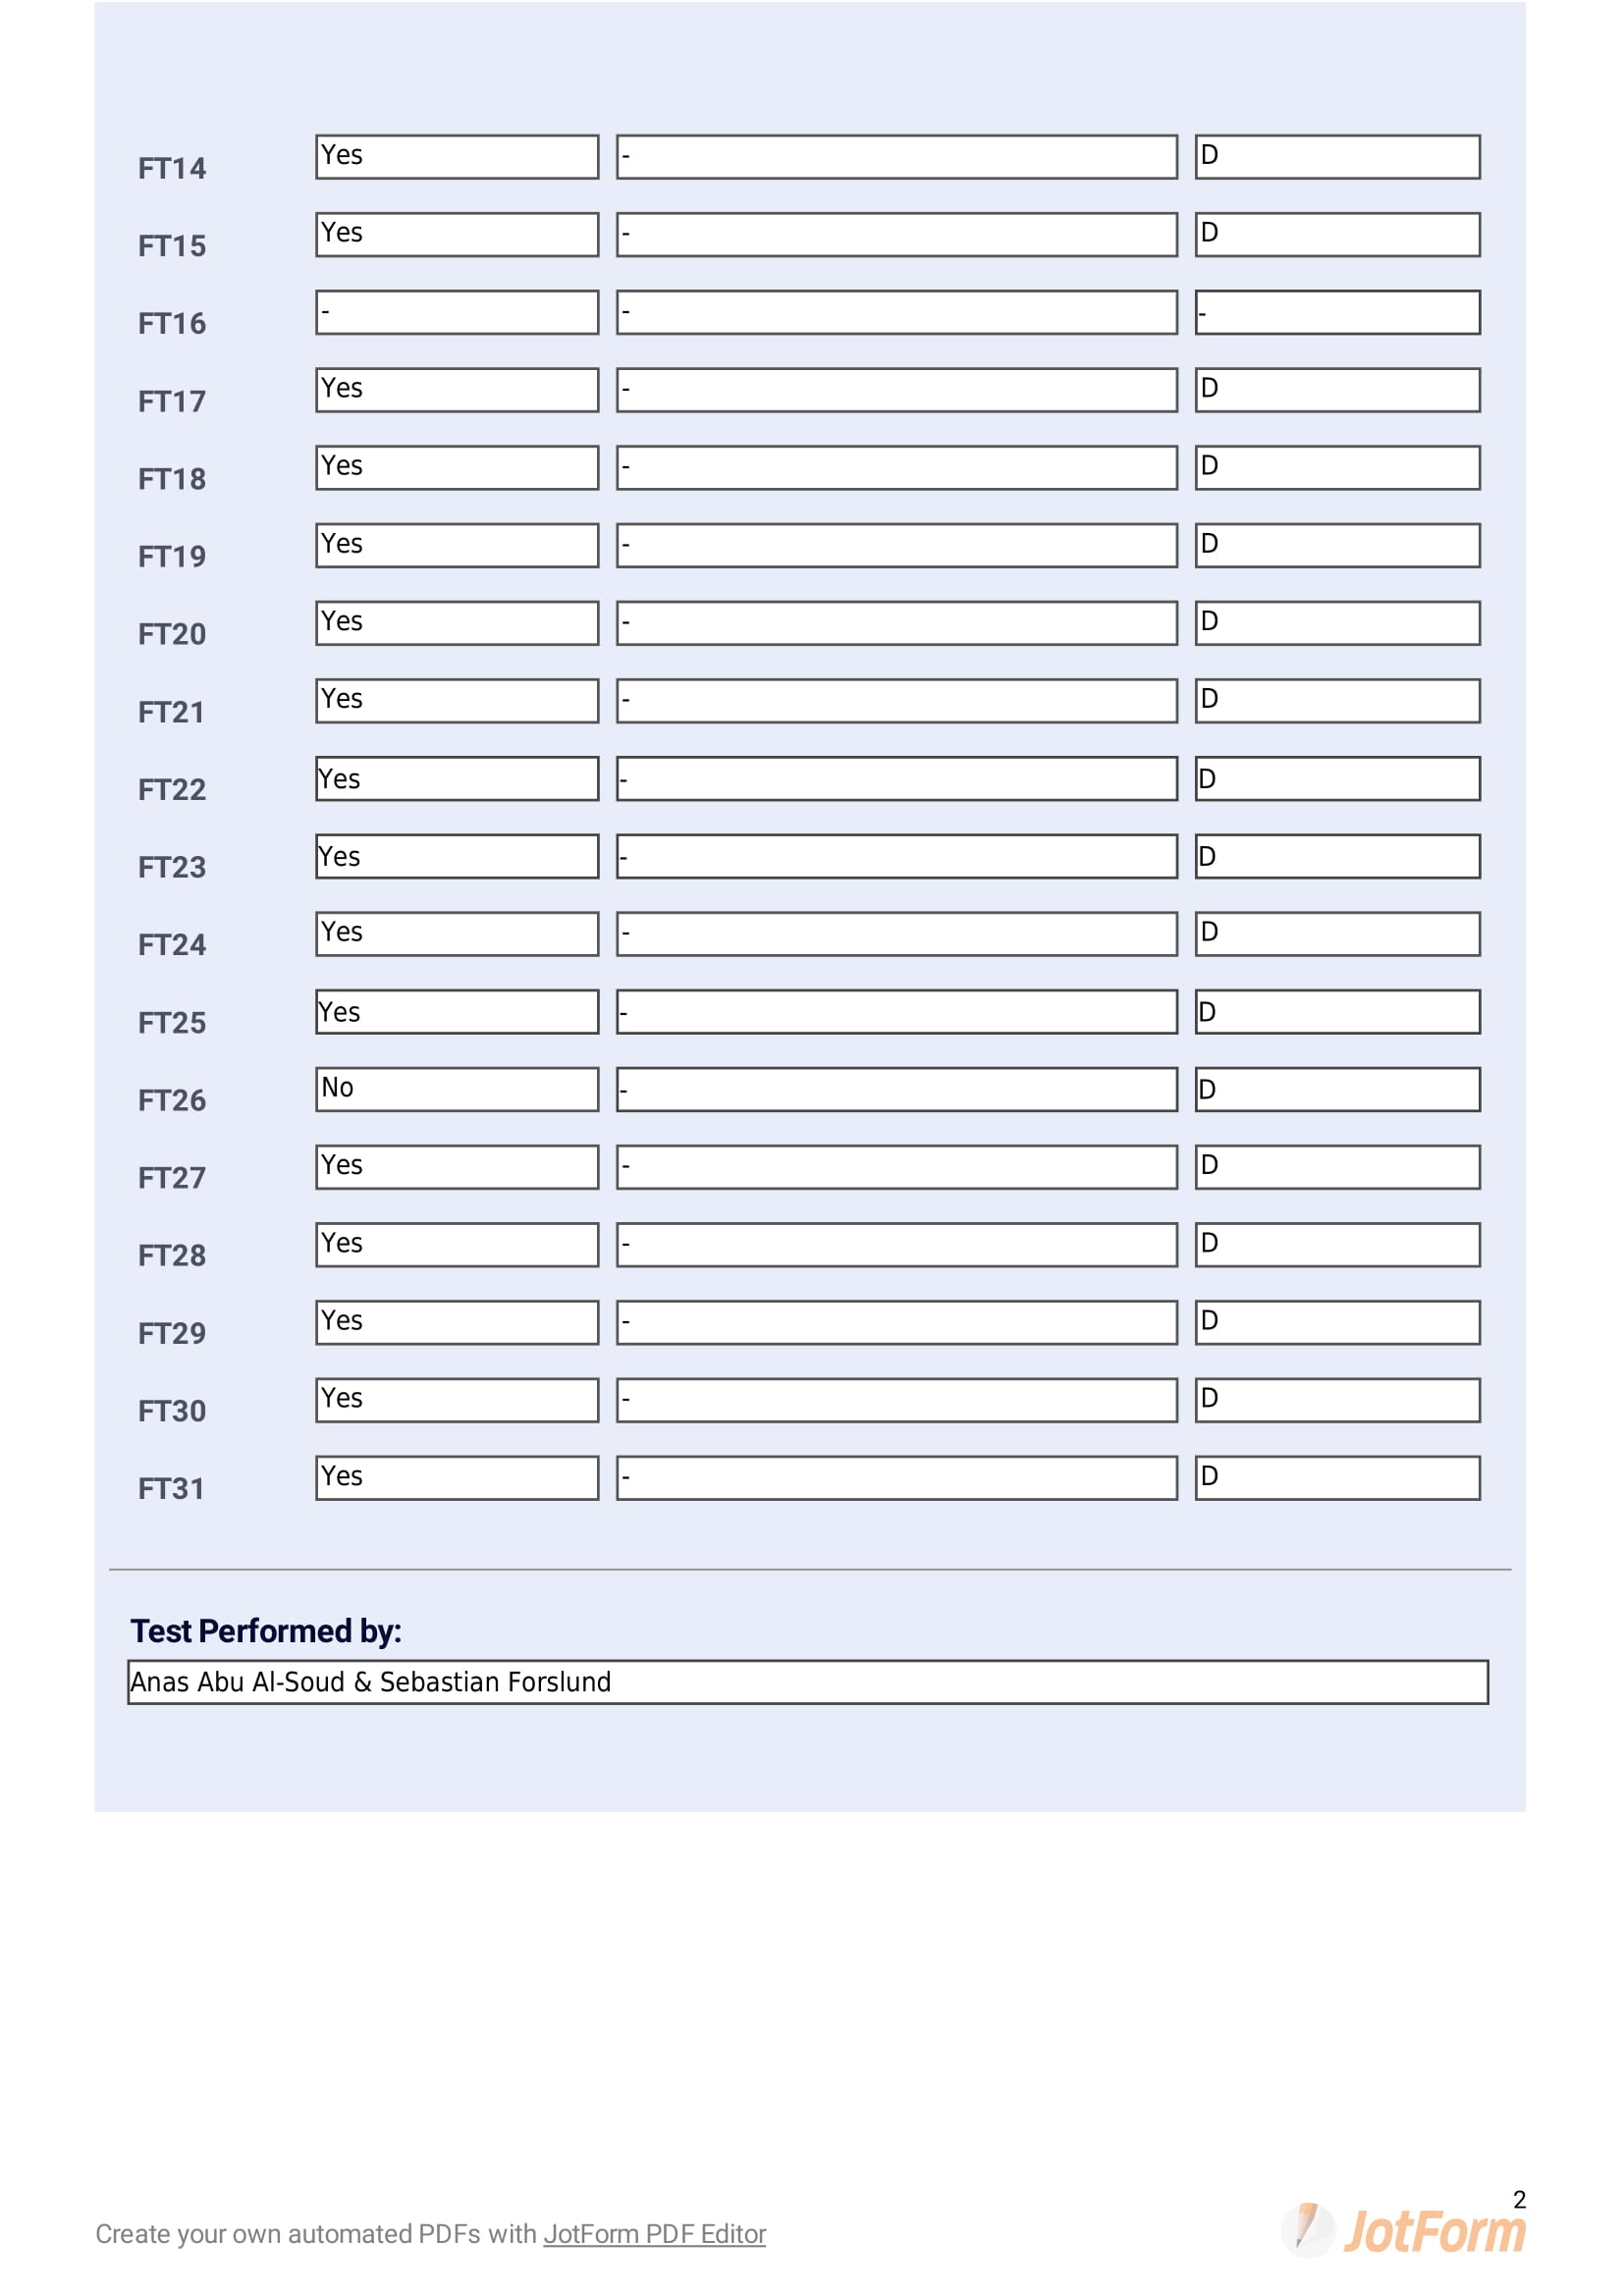 FT14 Yes - D
FT15 Yes - D
FT16 - - -
FT17 Yes - D
FT18 Yes - D
FT19 Yes - D
FT20 Yes - D
FT21 Yes - D
FT22 Yes - D
FT23 Yes - D
FT24 Yes - D
FT25 Yes - D
FT26 No - D
FT27 Yes - D
FT28 Yes - D
FT29 Yes - D
FT30 Yes - D
FT31 Yes - D
Test Performed by:
Anas Abu Al-Soud & Sebastian Forslund
2
Create your own automated PDFs with JotForm PDF Editor
JotForm